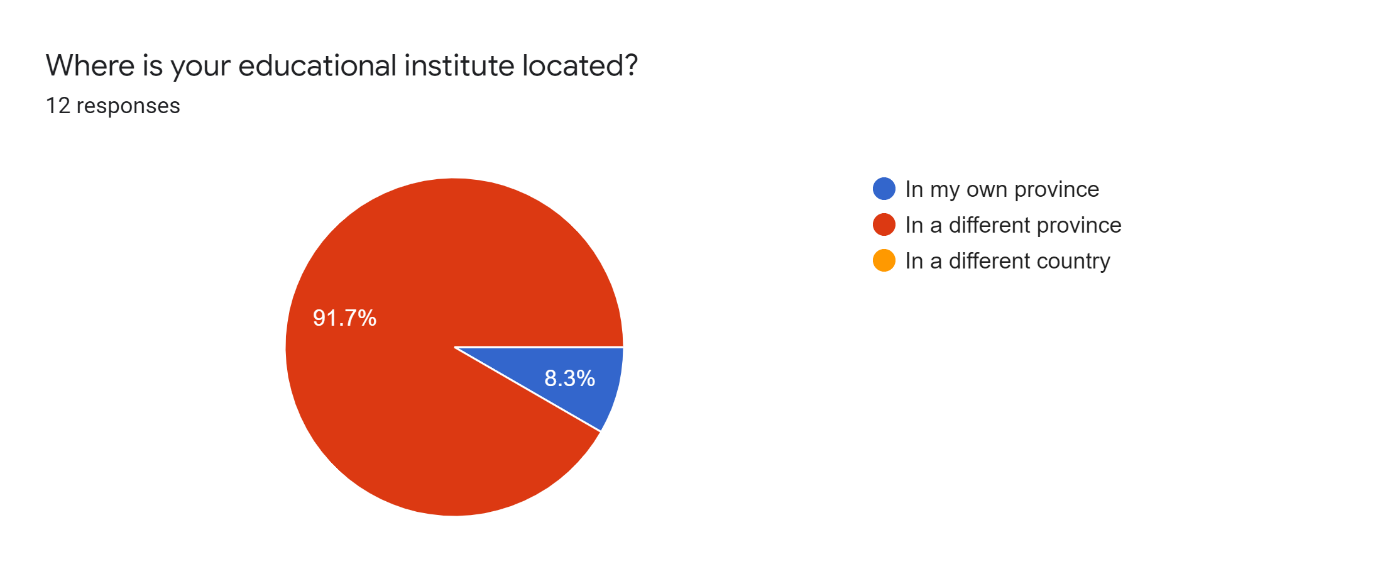 Where is your educational institute located?
12 responses
In my own province
In a different province
In a different country
91.7%
8.3%